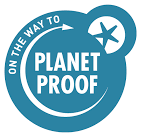 ON THE WAY TO
PLANET
PROOF